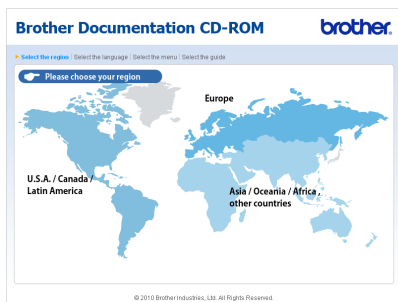 Brother Documentation CD-ROM
brother.
Select the region | Select the language | Select the menu | Select the guide
Please choose your region
Europe
U.S.A. / Canada /
Latin America
Asia / Oceania / Africa,
other countries
© 2010 Brother Industries, Ltd. All Rights Reserved.